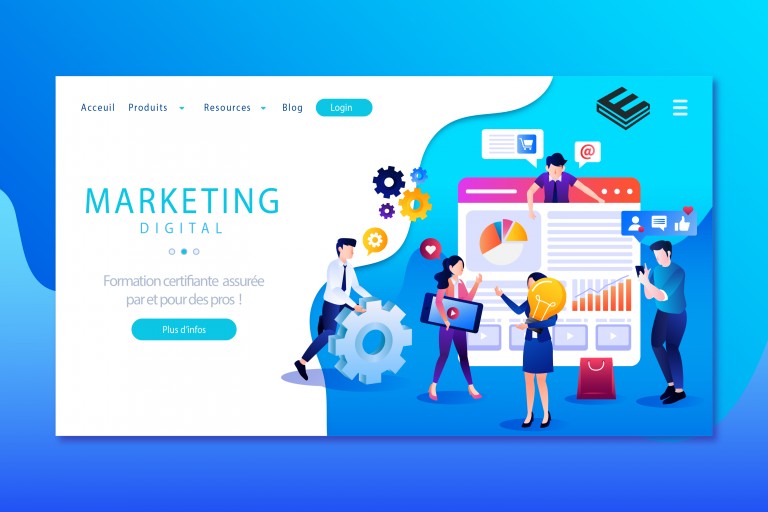 Acceuil Produits Resources Blog Login
MARKETING
DIGITAL
Formation certifiante assurée
par et pour des pros !
Plus d'infos
@